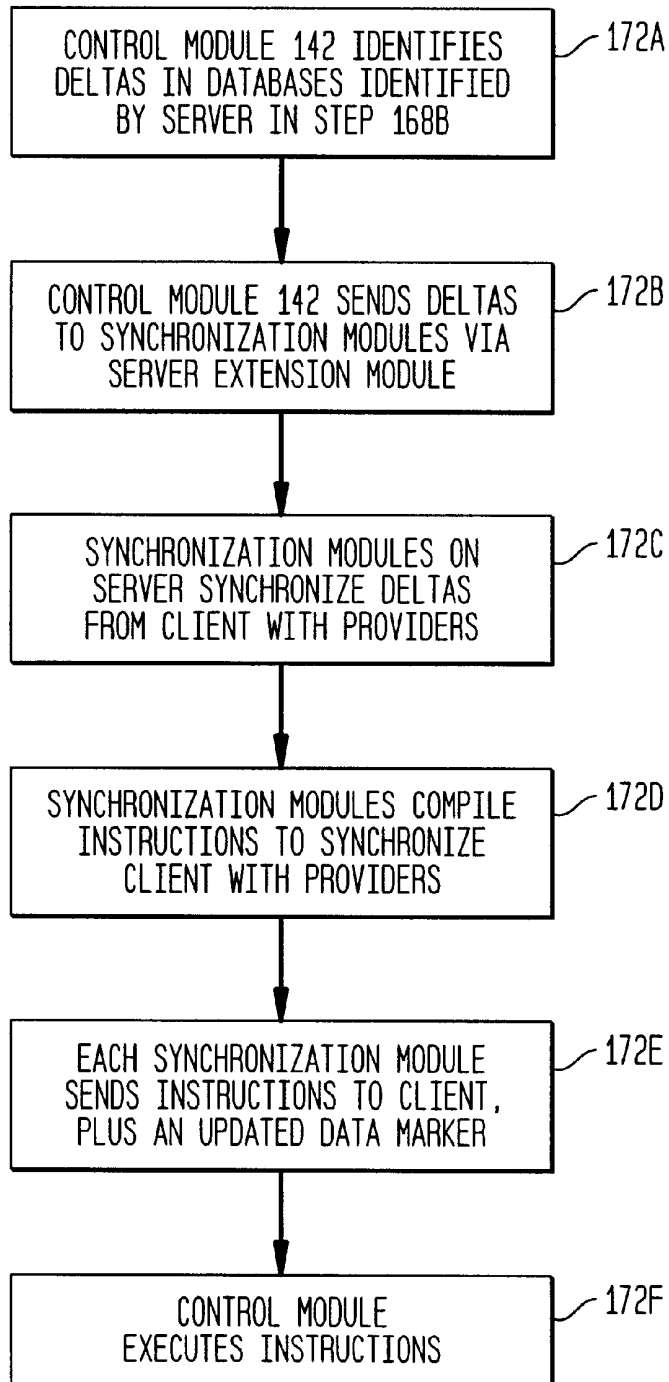 CONTROL MODULE 142 IDENTIFIES
DELTAS IN DATABASES IDENTIFIED
BY SERVER IN STEP 168B
172A
CONTROL MODULE 142 SENDS DELTAS
TO SYNCHRONIZATION MODULES VIA
SERVER EXTENSION MODULE
172B
SYNCHRONIZATION MODULES ON
SERVER SYNCHRONIZE DELTAS
FROM CLIENT WITH PROVIDERS
172C
SYNCHRONIZATION MODULES COMPILE
INSTRUCTIONS TO SYNCHRONIZE
CLIENT WITH PROVIDERS
172D
EACH SYNCHRONIZATION MODULE
SENDS INSTRUCTIONS TO CLIENT,
PLUS AN UPDATED DATA MARKER
172E
CONTROL MODULE
EXECUTES INSTRUCTIONS
172F